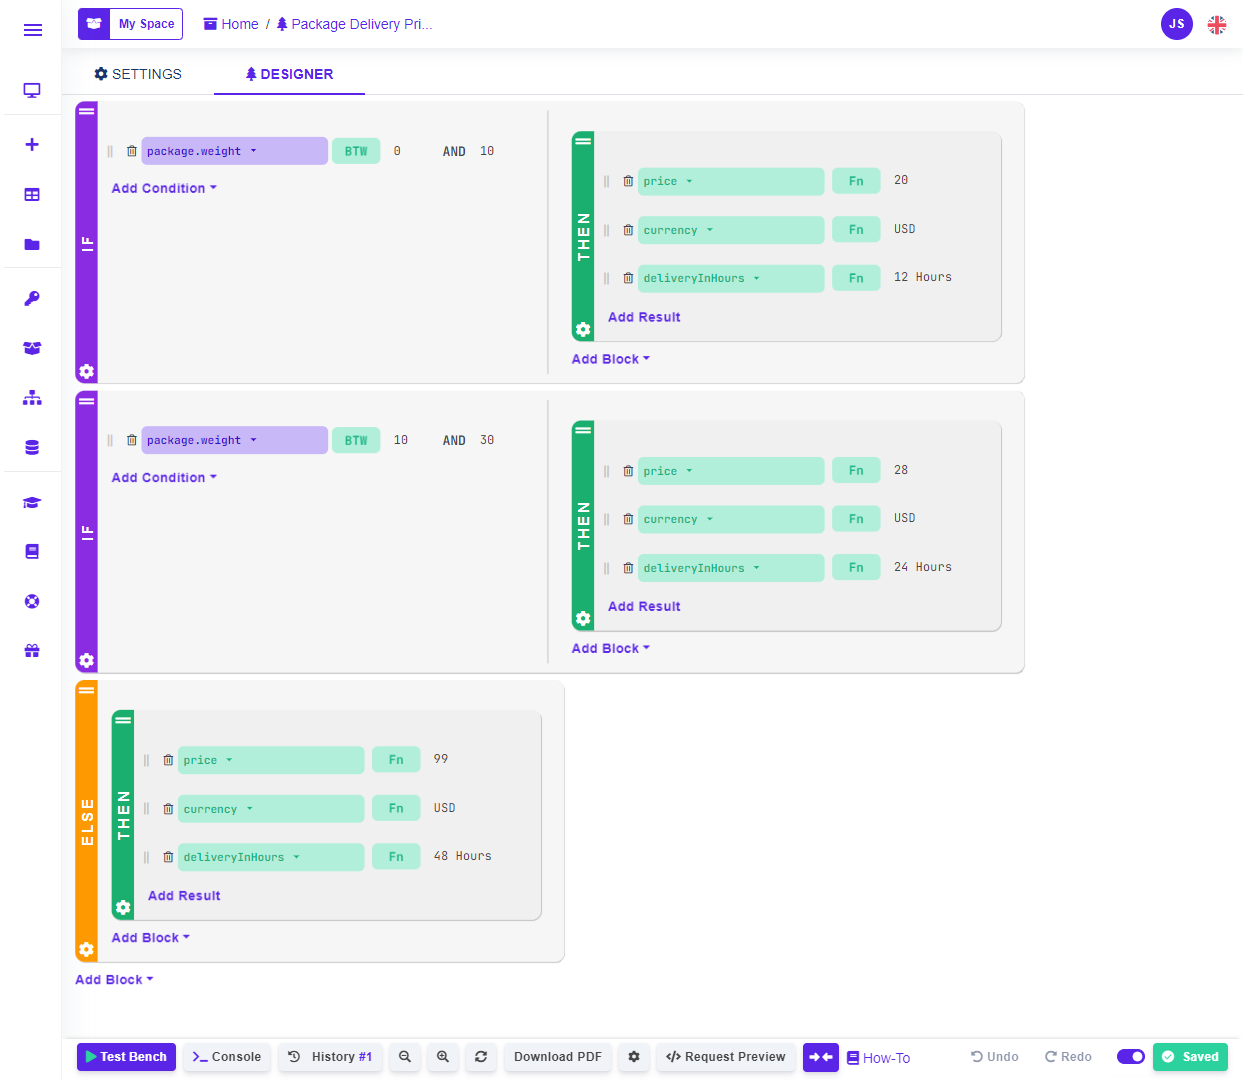 My Space
Home / Package Delivery Pri...
JS
SETTINGS
DESIGNER
IF
package.weight BTW 0 AND 10
Add Condition
THEN
price Fn 20
currency Fn USD
deliveryInHours Fn 12 Hours
Add Result
Add Block
IF
package.weight BTW 10 AND 30
Add Condition
THEN
price Fn 28
currency Fn USD
deliveryInHours Fn 24 Hours
Add Result
Add Block
ELSE
THEN
price Fn 99
currency Fn USD
deliveryInHours Fn 48 Hours
Add Result
Add Block
Add Block
Test Bench Console History #1 Download PDF Request Preview How-To Undo Redo Saved